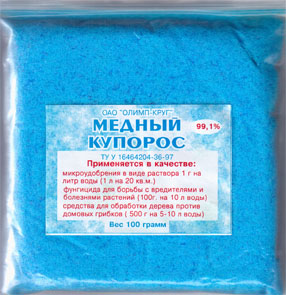 ОАО "ОЛИМП-КРУГ"
МЕДНЫЙ
КУПОРОС
99,1%
ТУ У 16464204-36-97
Применяется в качестве:
микроудобрения в виде раствора 1 г на
литр воды (1 л на 20 кв.м.)
фунгицида для борьбы с вредителями и
болезнями растений (100г. на 10 л воды)
средства для обработки дерева против
домовых грибков ( 500 г на 5-10 л воды)
Вес 100 грамм